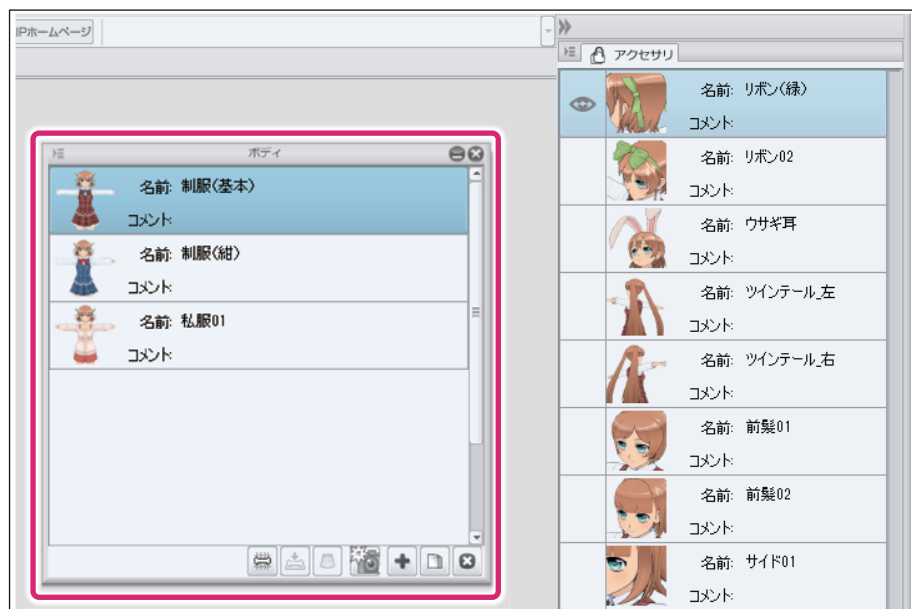 IPホームページ
アクセサリ
名前: リボン(緑)
コメント:
名前: リボン02
コメント:
名前: ウサギ耳
コメント:
名前: ツインテール_左
コメント:
名前: ツインテール_右
コメント:
名前: 前髪01
コメント:
名前: 前髪02
コメント:
名前: サイド01
コメント:
ボディ
名前: 制服(基本)
コメント:
名前: 制服(紺)
コメント:
名前: 私服01
コメント: